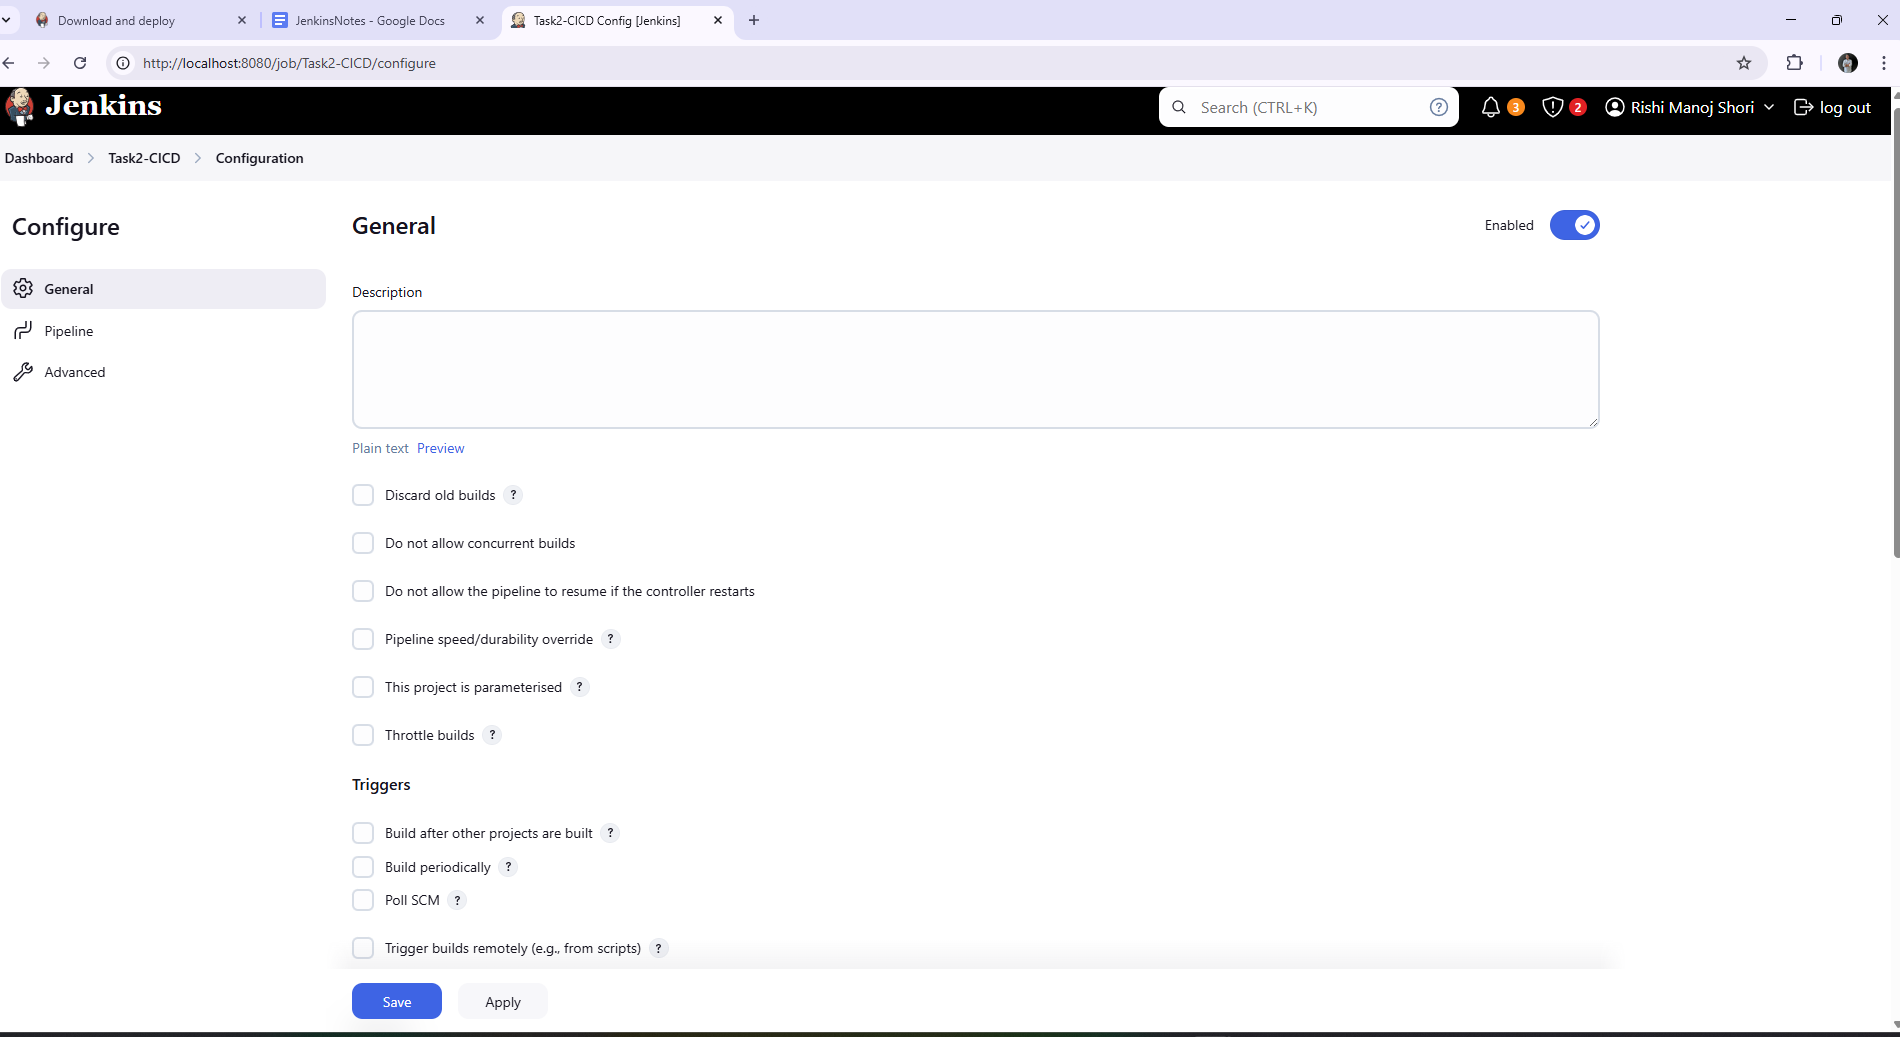 Download and deploy
JenkinsNotes - Google Docs
Task2-CICD Config [Jenkins]
http://localhost:8080/job/Task2-CICD/configure
Jenkins
Search (CTRL+K)
?
3
2
Rishi Manoj Shori
log out
Dashboard
Task2-CICD
Configuration
Configure
General
Pipeline
Advanced
General
Enabled
Description
Plain text Preview
Discard old builds ?
Do not allow concurrent builds
Do not allow the pipeline to resume if the controller restarts
Pipeline speed/durability override ?
This project is parameterised ?
Throttle builds ?
Triggers
Build after other projects are built ?
Build periodically ?
Poll SCM ?
Trigger builds remotely (e.g., from scripts) ?
Save
Apply